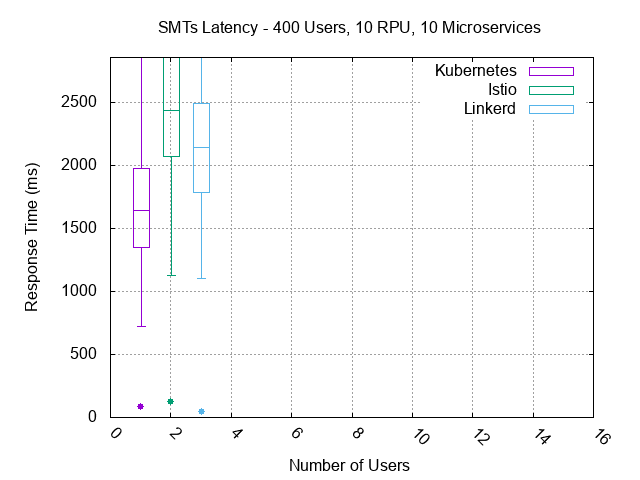 SMTs Latency - 400 Users, 10 RPU, 10 Microservices
Kubernetes
Istio
Linkerd
2500
2000
1500
1000
500
0
Response Time (ms)
0 2 4 6 8 10 12 14 16
Number of Users